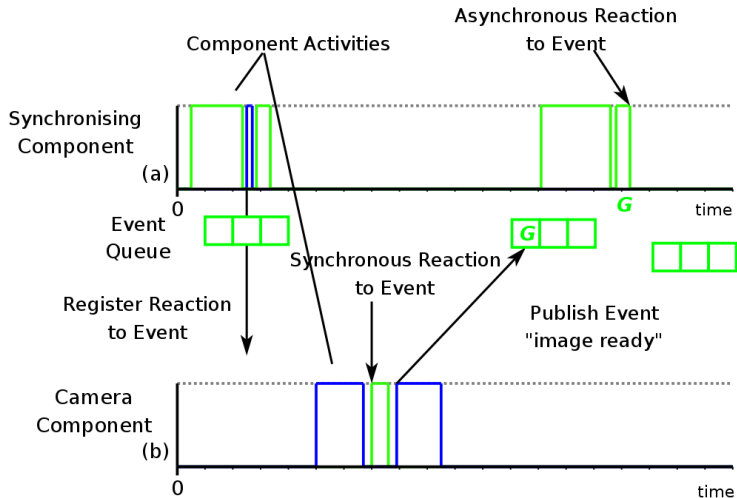 Asynchronous Reaction
to Event
Component Activities
Synchronising
Component
(a)
0
G
time
Event
Queue
G
Synchronous Reaction
to Event
Register Reaction
to Event
Publish Event
"image ready"
Camera
Component
(b)
0
time